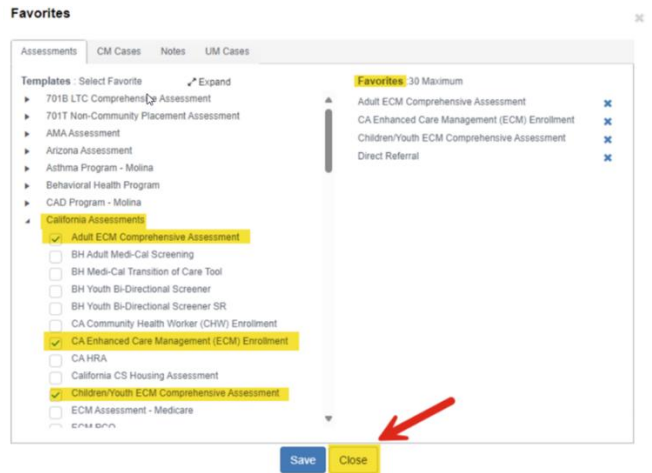 Favorites
Assessments CM Cases Notes UM Cases
Templates : Select Favorite Expand
701B LTC Comprehensive Assessment
701T Non-Community Placement Assessment
AMA Assessment
Arizona Assessment
Asthma Program - Molina
Behavioral Health Program
CAD Program - Molina
California Assessments
Adult ECM Comprehensive Assessment
BH Adult Medi-Cal Screening
BH Medi-Cal Transition of Care Tool
BH Youth Bi-Directional Screener
BH Youth Bi-Directional Screener SR
CA Community Health Worker (CHW) Enrollment
CA Enhanced Care Management (ECM) Enrollment
CA HRA
California CS Housing Assessment
Children/Youth ECM Comprehensive Assessment
ECM Assessment - Medicare
Favorites 30 Maximum
Adult ECM Comprehensive Assessment
CA Enhanced Care Management (ECM) Enrollment
Children/Youth ECM Comprehensive Assessment
Direct Referral
Save Close